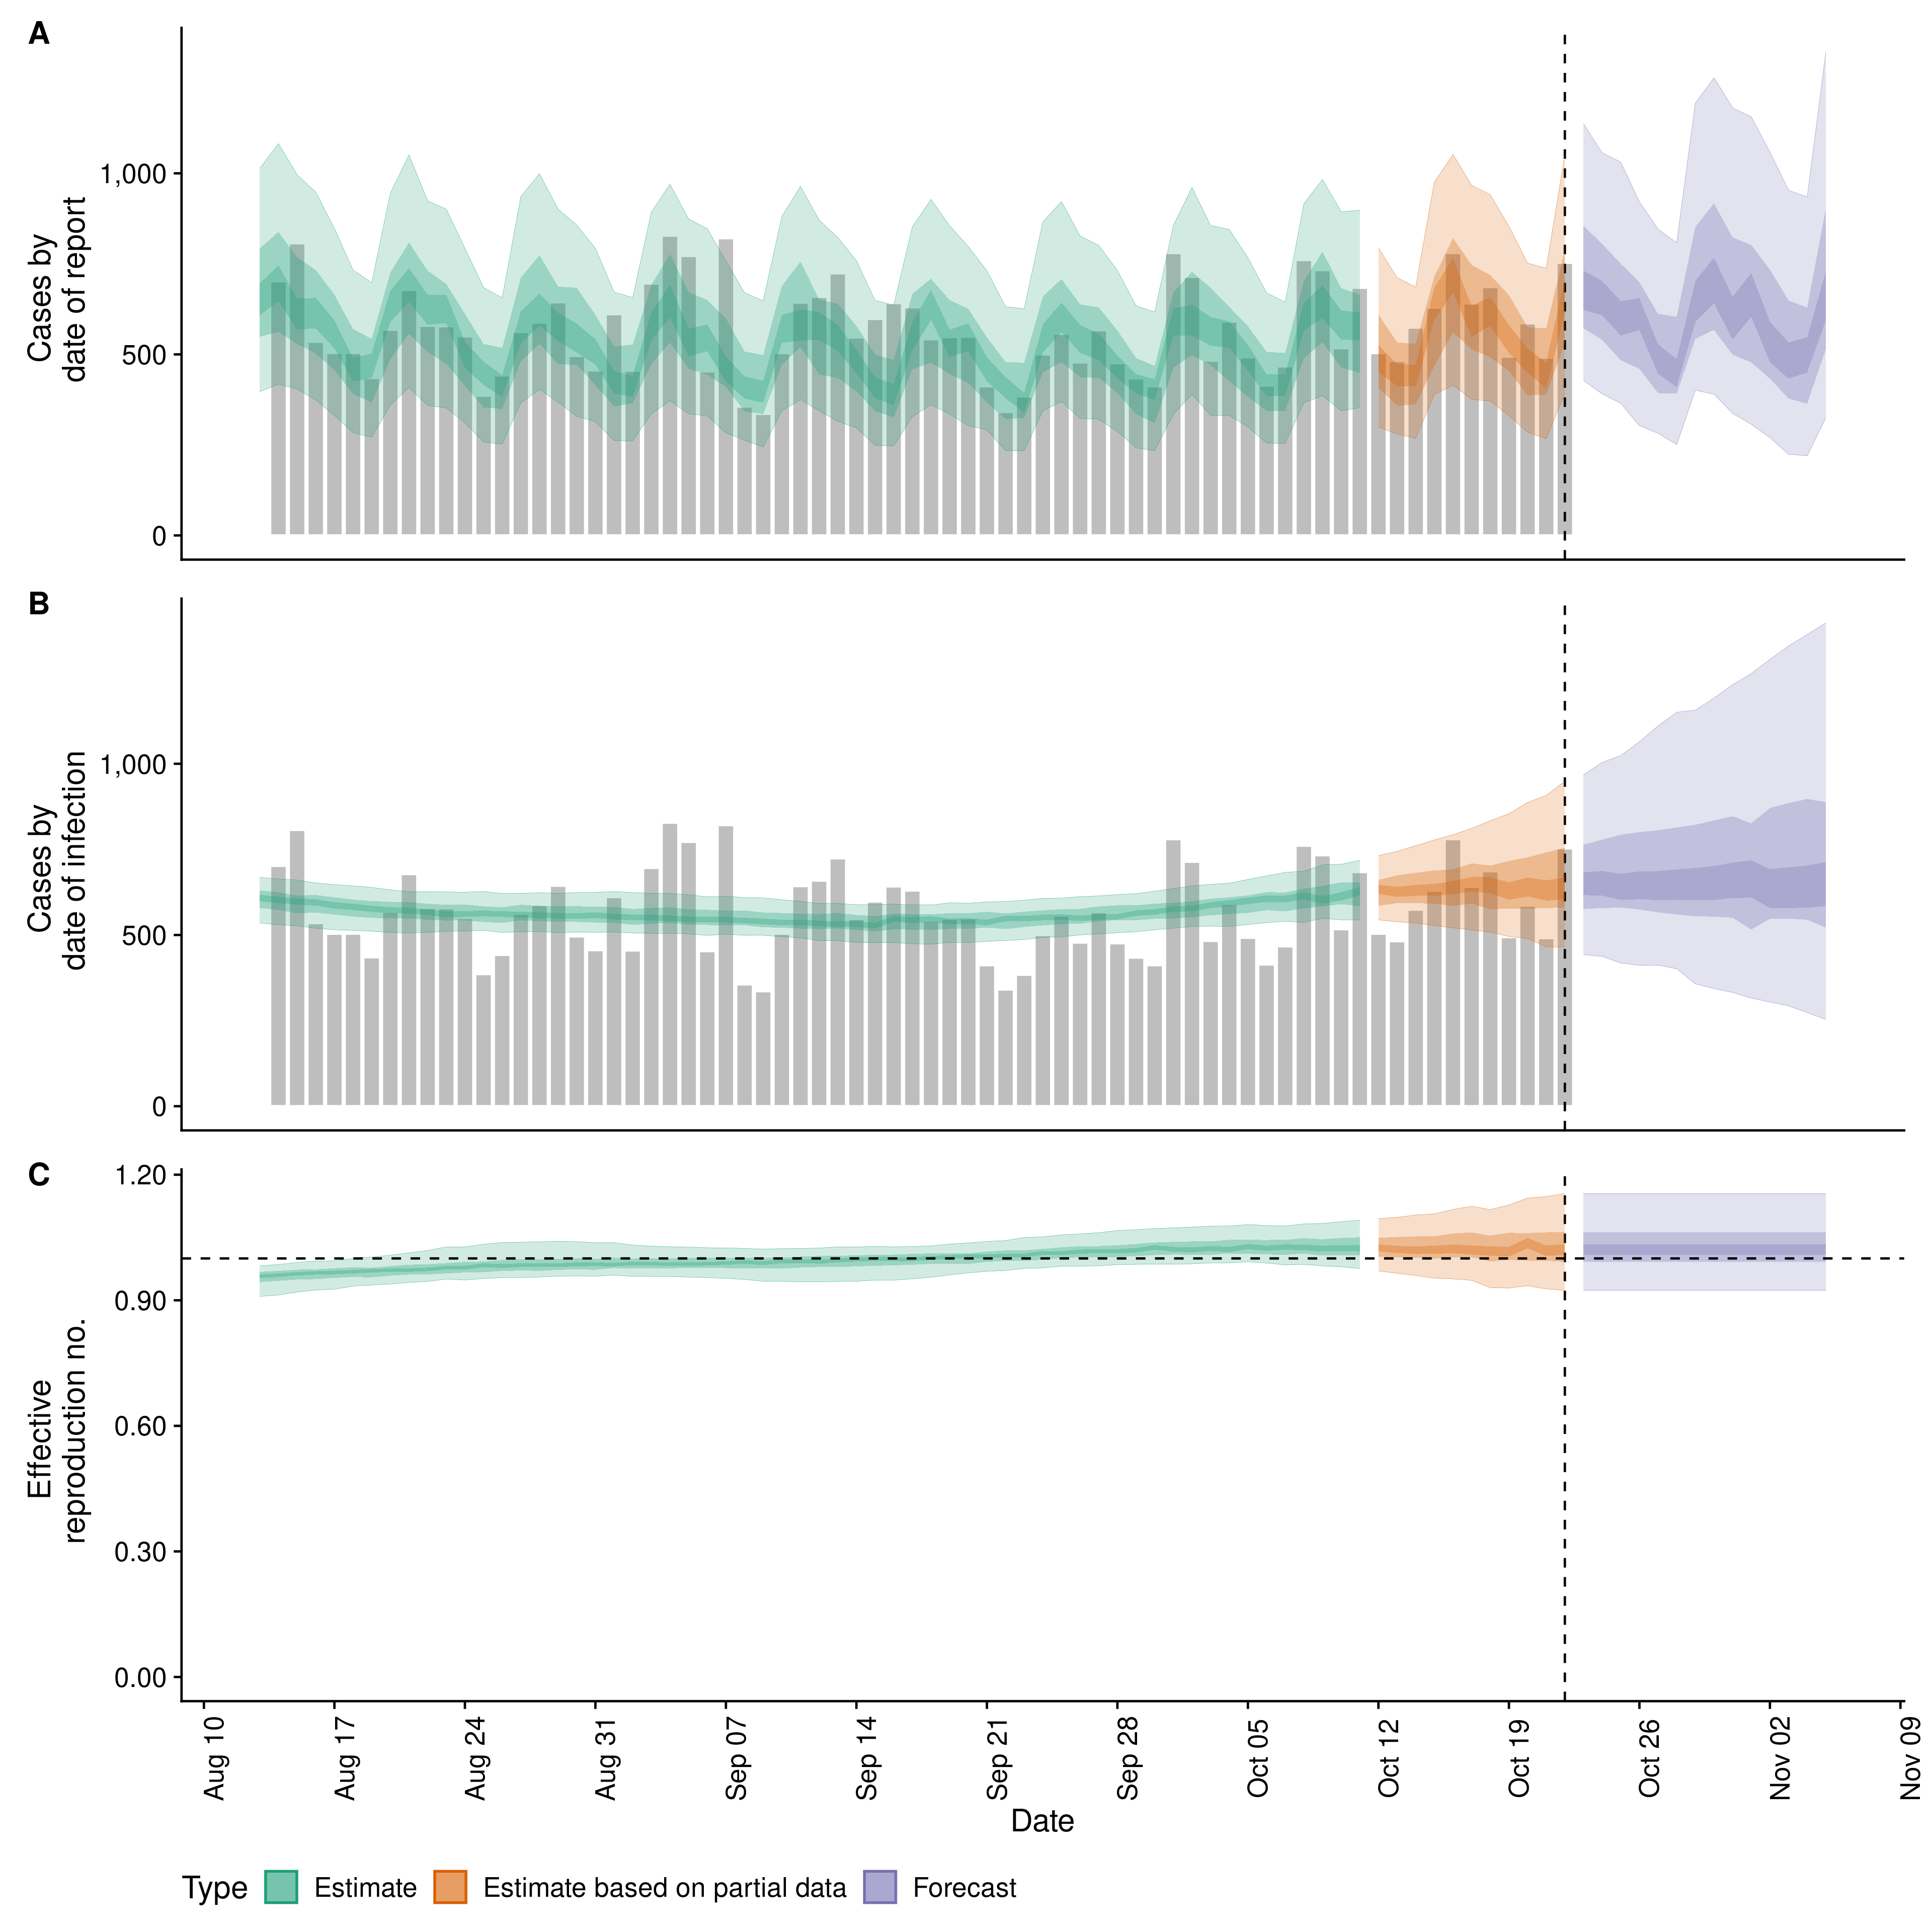 A
Cases by
date of report
1,000
500
0
B
Cases by
date of infection
1,000
500
0
C
Effective
reproduction no.
1.20
0.90
0.60
0.30
0.00
Aug 10
Aug 17
Aug 24
Aug 31
Sep 07
Sep 14
Sep 21
Sep 28
Oct 05
Oct 12
Oct 19
Oct 26
Nov 02
Nov 09
Date
Type Estimate Estimate based on partial data Forecast